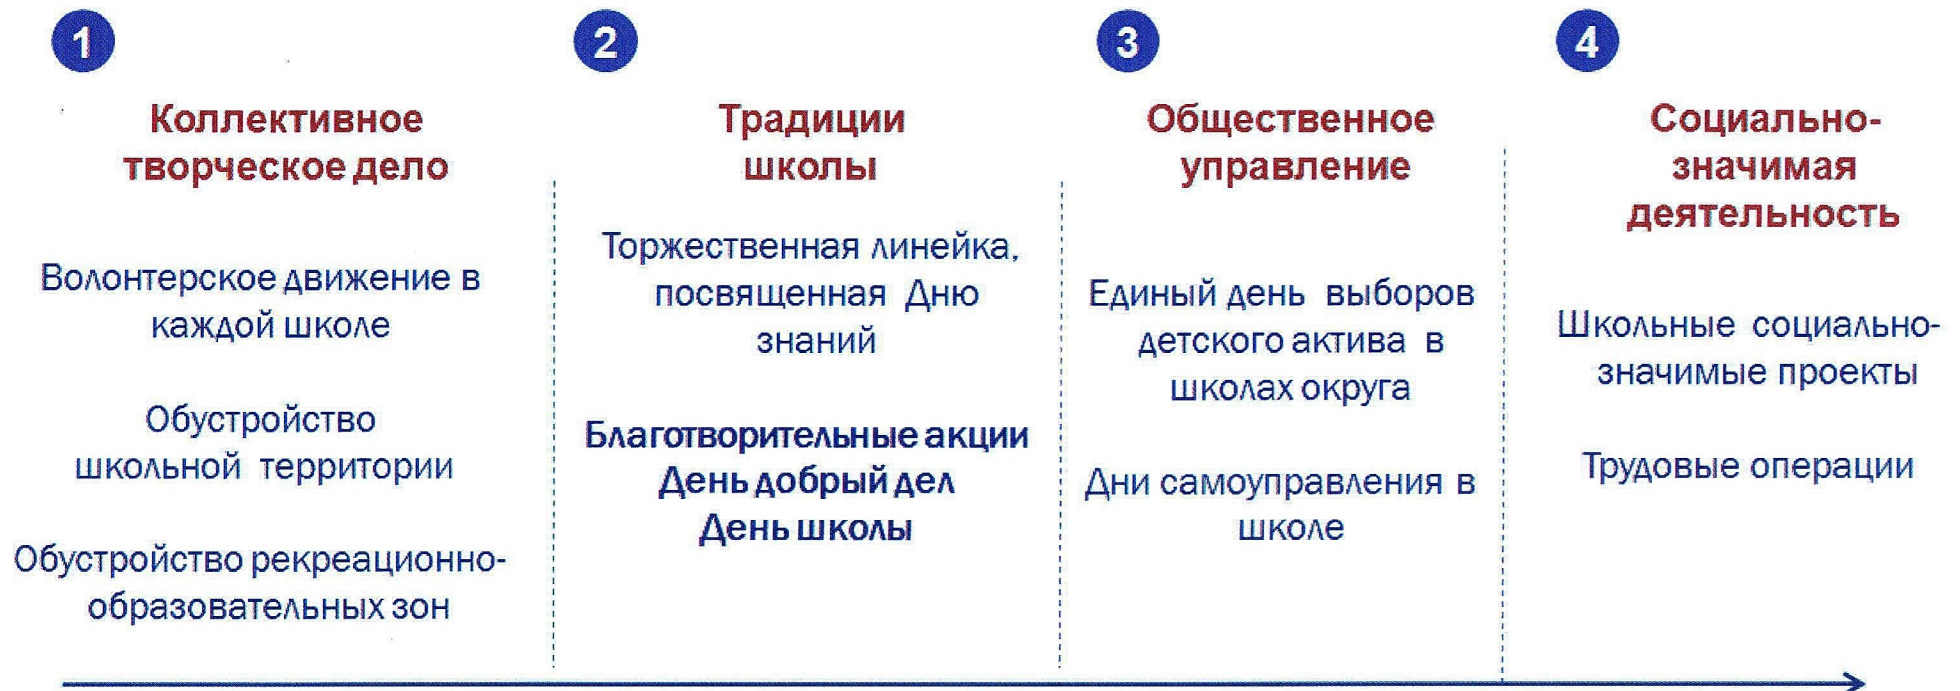 1
Коллективное
творческое дело
Волонтерское движение в
каждой школе
Обустройство
школьной территории
Обустройство рекреационно-
образовательных зон
2
Традиции
школы
Торжественная линейка,
посвященная Дню
знаний
Благотворительные акции
День добрый дел
День школы
3
Общественное
управление
Единый день выборов
детского актива в
школах округа
Дни самоуправления в
школе
4
Социально-
значимая
деятельность
Школьные социально-
значимые проекты
Трудовые операции